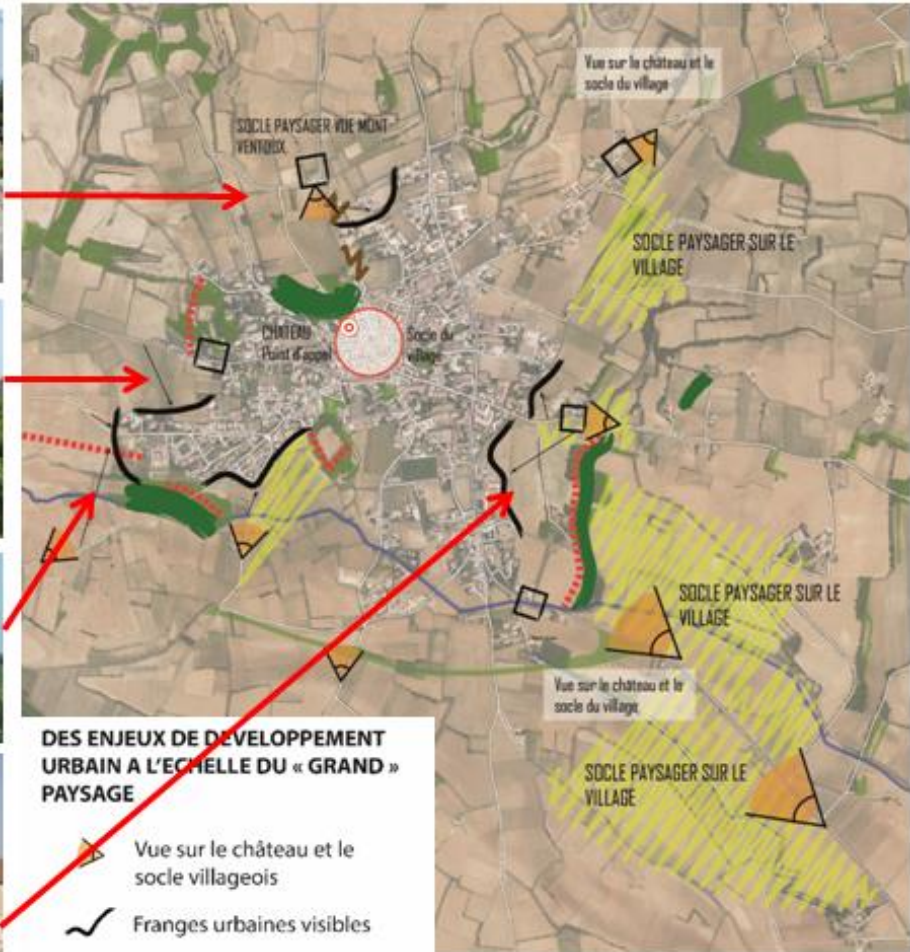 Vue sur le château et le
socle du village
SOCLE PAYSAGER VUE MONT
VENTOUX
SOCLE PAYSAGER SUR LE
VILLAGE
CHATEAU
Point d'appel
Socle du
village
SOCLE PAYSAGER SUR LE
VILLAGE
Vue sur le château et le
socle du village
SOCLE PAYSAGER SUR LE
VILLAGE
DES ENJEUX DE DEVELOPPEMENT
URBAIN A L'ECHELLE DU « GRAND »
PAYSAGE
Vue sur le château et le
socle villageois
Franges urbaines visibles